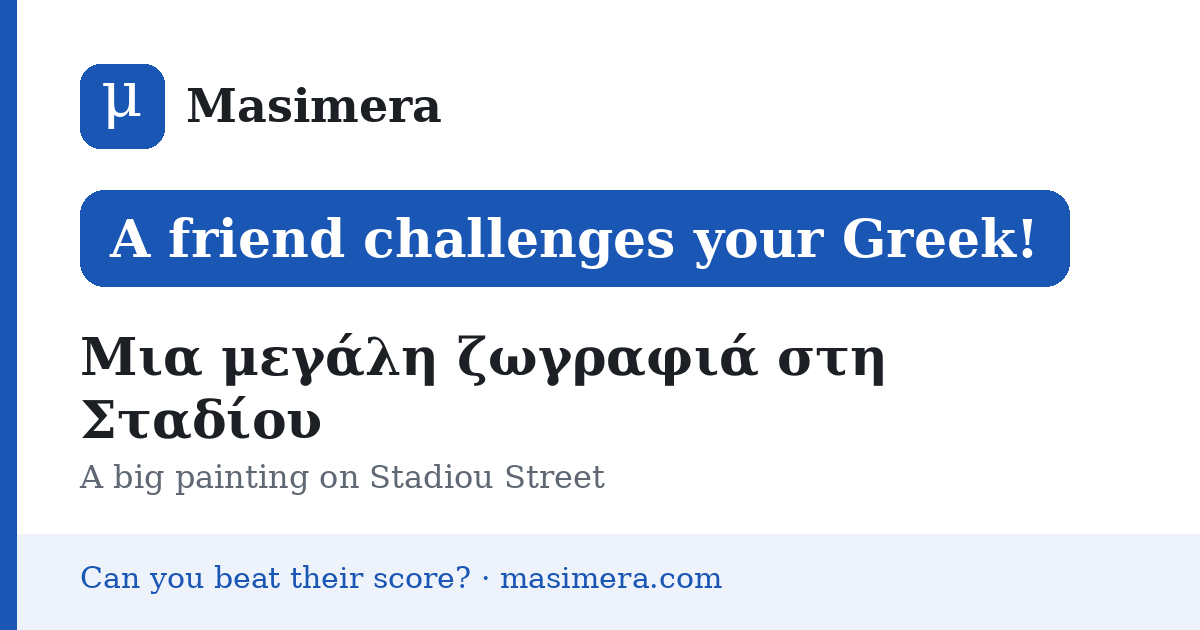 μ Masimera
A friend challenges your Greek!
Μια μεγάλη ζωγραφιά στη
Σταδίου
A big painting on Stadiou Street
Can you beat their score? · masimera.com